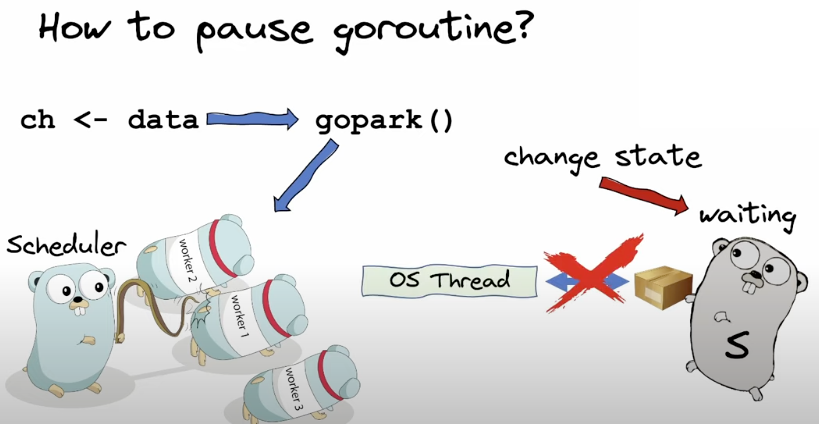 How to pause goroutine?
ch <- data
gopark()
change state
waiting
Scheduler
worker 2
worker 1
worker 3
OS Thread
S